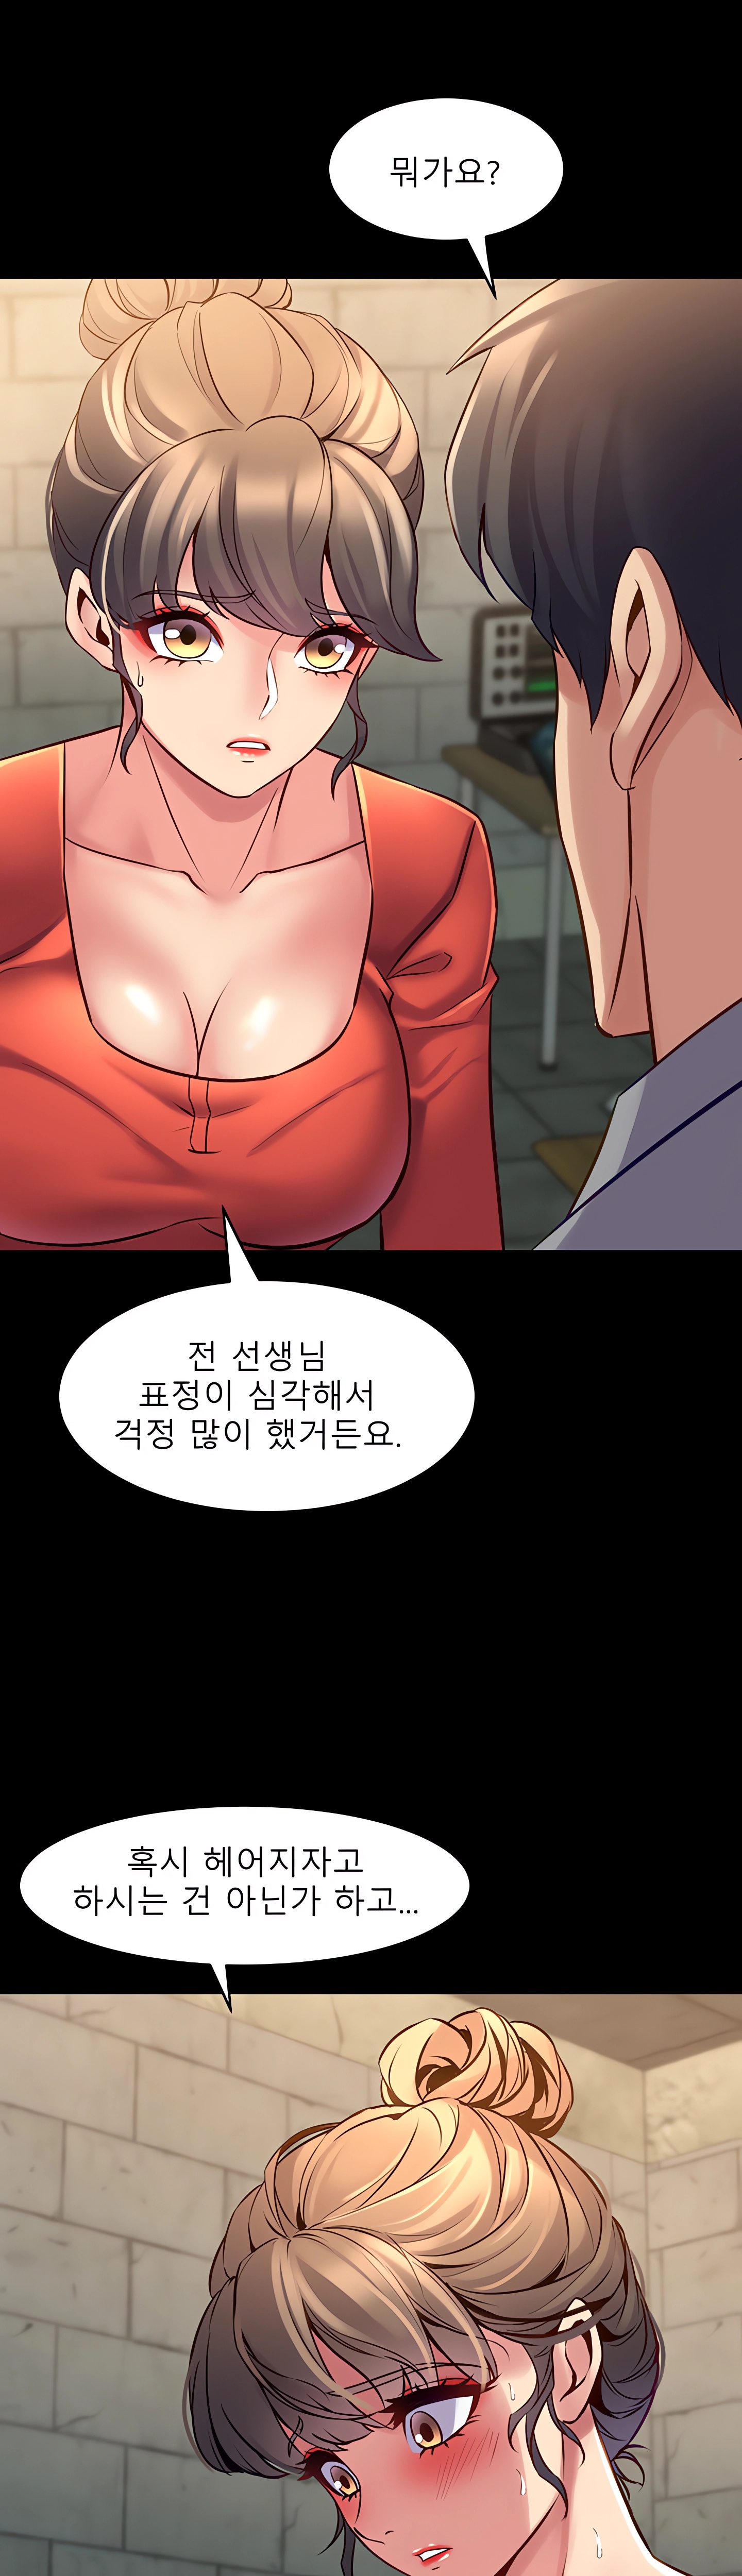 뭐가요?
전 선생님
표정이 심각해서
걱정 많이 했거든요.
혹시 헤어지자고
하시는 건 아닌가 하고...